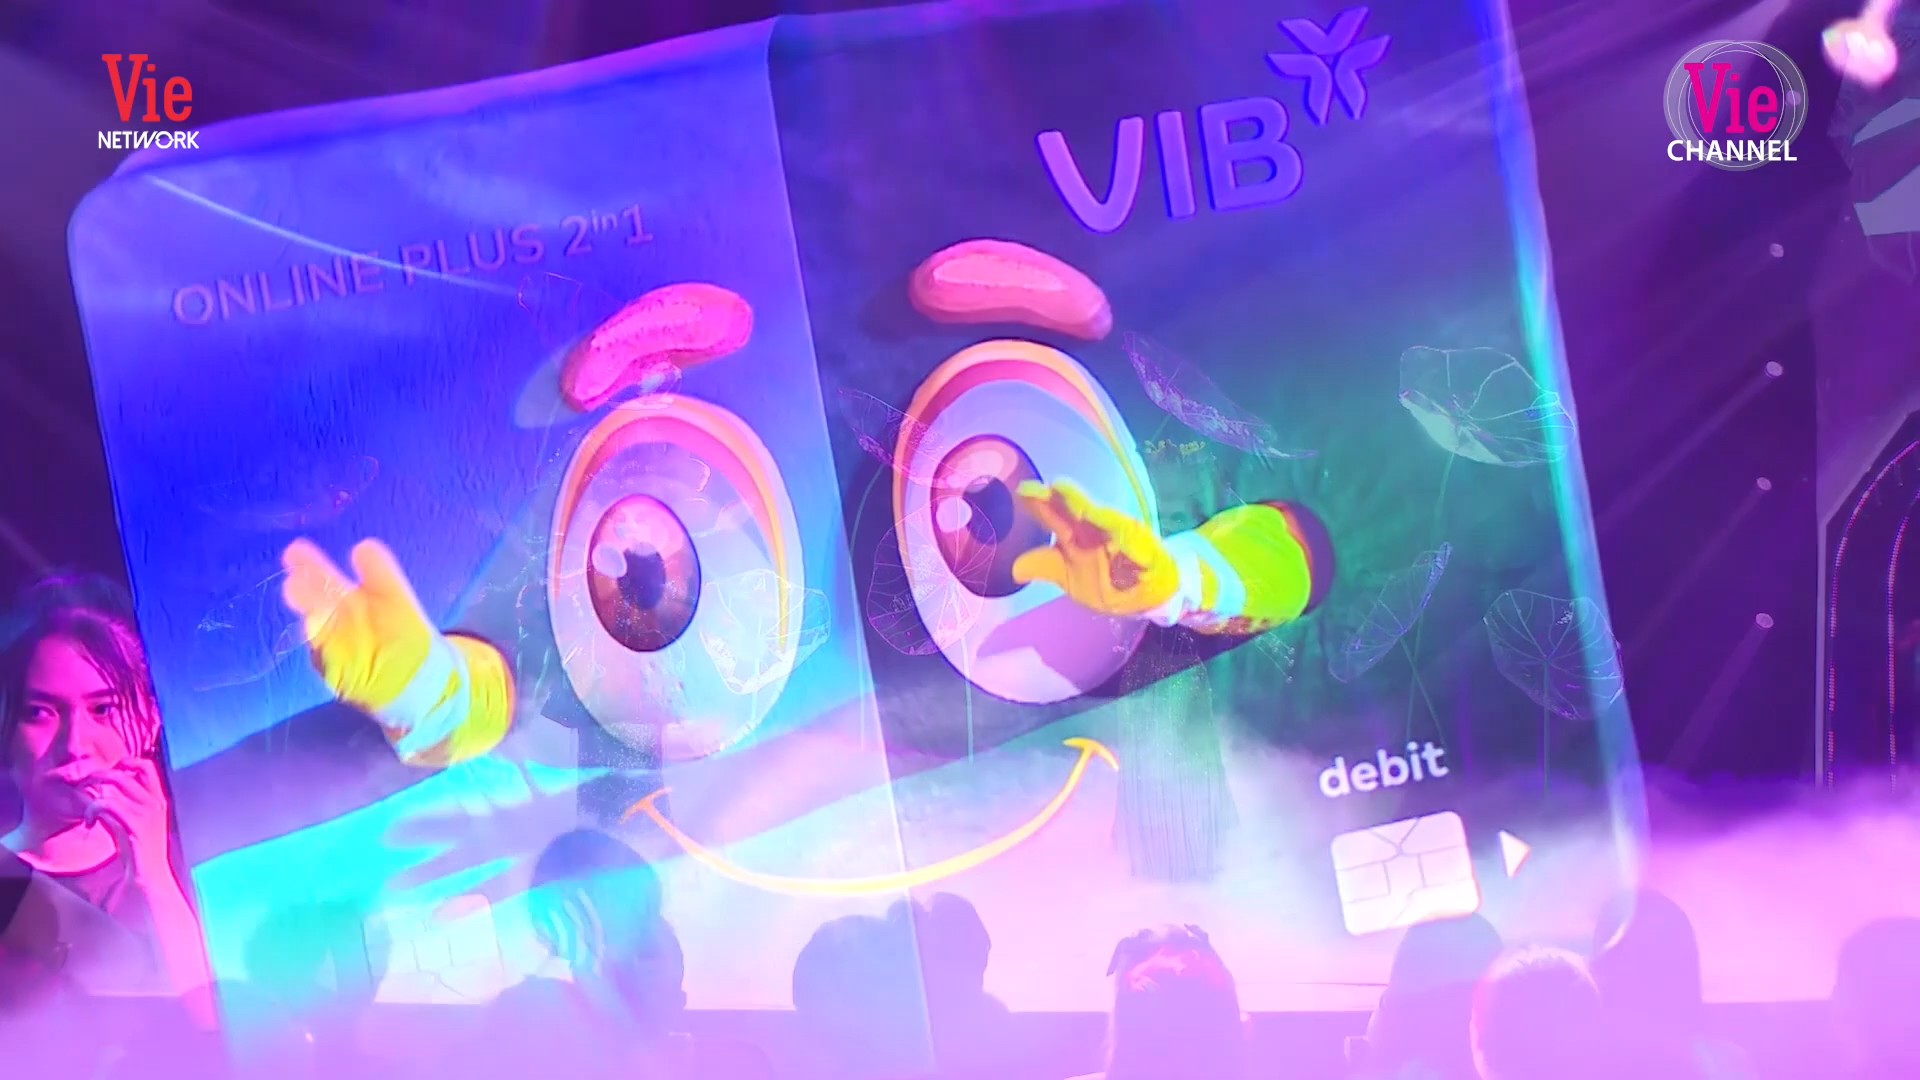 Vie
NETWORK
Vie
CHANNEL
VIB
ONLINE PLUS 2in1
debit